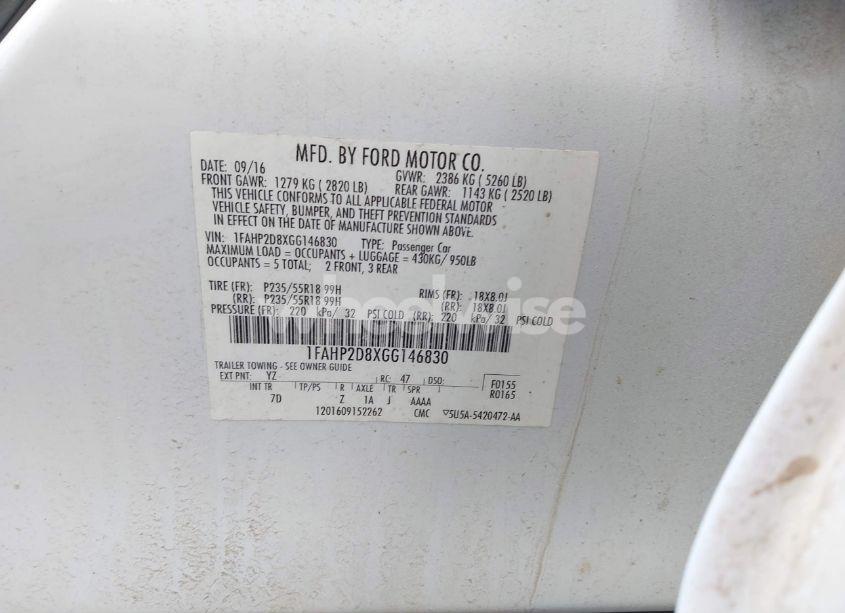 MFD. BY FORD MOTOR CO.
DATE: 09/16 GVWR: 2386 KG ( 5260 LB)
FRONT GAWR: 1279 KG ( 2820 LB) REAR GAWR: 1143 KG ( 2520 LB)
THIS VEHICLE CONFORMS TO ALL APPLICABLE FEDERAL MOTOR
VEHICLE SAFETY, BUMPER, AND THEFT PREVENTION STANDARDS
IN EFFECT ON THE DATE OF MANUFACTURE SHOWN ABOVE.
VIN: 1FAHP2D8XGG146830 TYPE: Passenger Car
MAXIMUM LOAD = OCCUPANTS + LUGGAGE = 430KG/ 950LB
OCCUPANTS = 5 TOTAL; 2 FRONT, 3 REAR
TIRE (FR): P235/55R18 99H RIMS (FR): 18X8.0J
(RR): P235/55R18 99H (RR): 18X8.0J
PRESSURE (FR): 220 kPa/ 32 PSI COLD (RR): 220 kPa/ 32 PSI COLD
wheelwise
1FAHP2D8XGG146830
TRAILER TOWING - SEE OWNER GUIDE
EXT PNT: YZ RC: 47 DSO: F0155
INT TR TP/PS R AXLE TR SPR R0165
7D Z 1A J AAAA
1201609152262 CMC ▽5U5A-5420472-AA